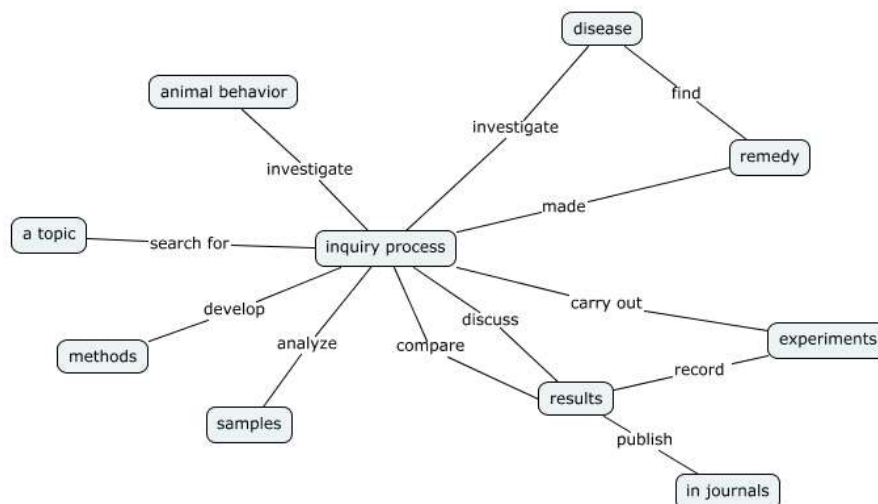 disease
animal behavior
find
investigate
remedy
investigate
made
a topic
search for
inquiry process
carry out
develop
discuss
analyze
compare
experiments
methods
record
results
samples
publish
in journals